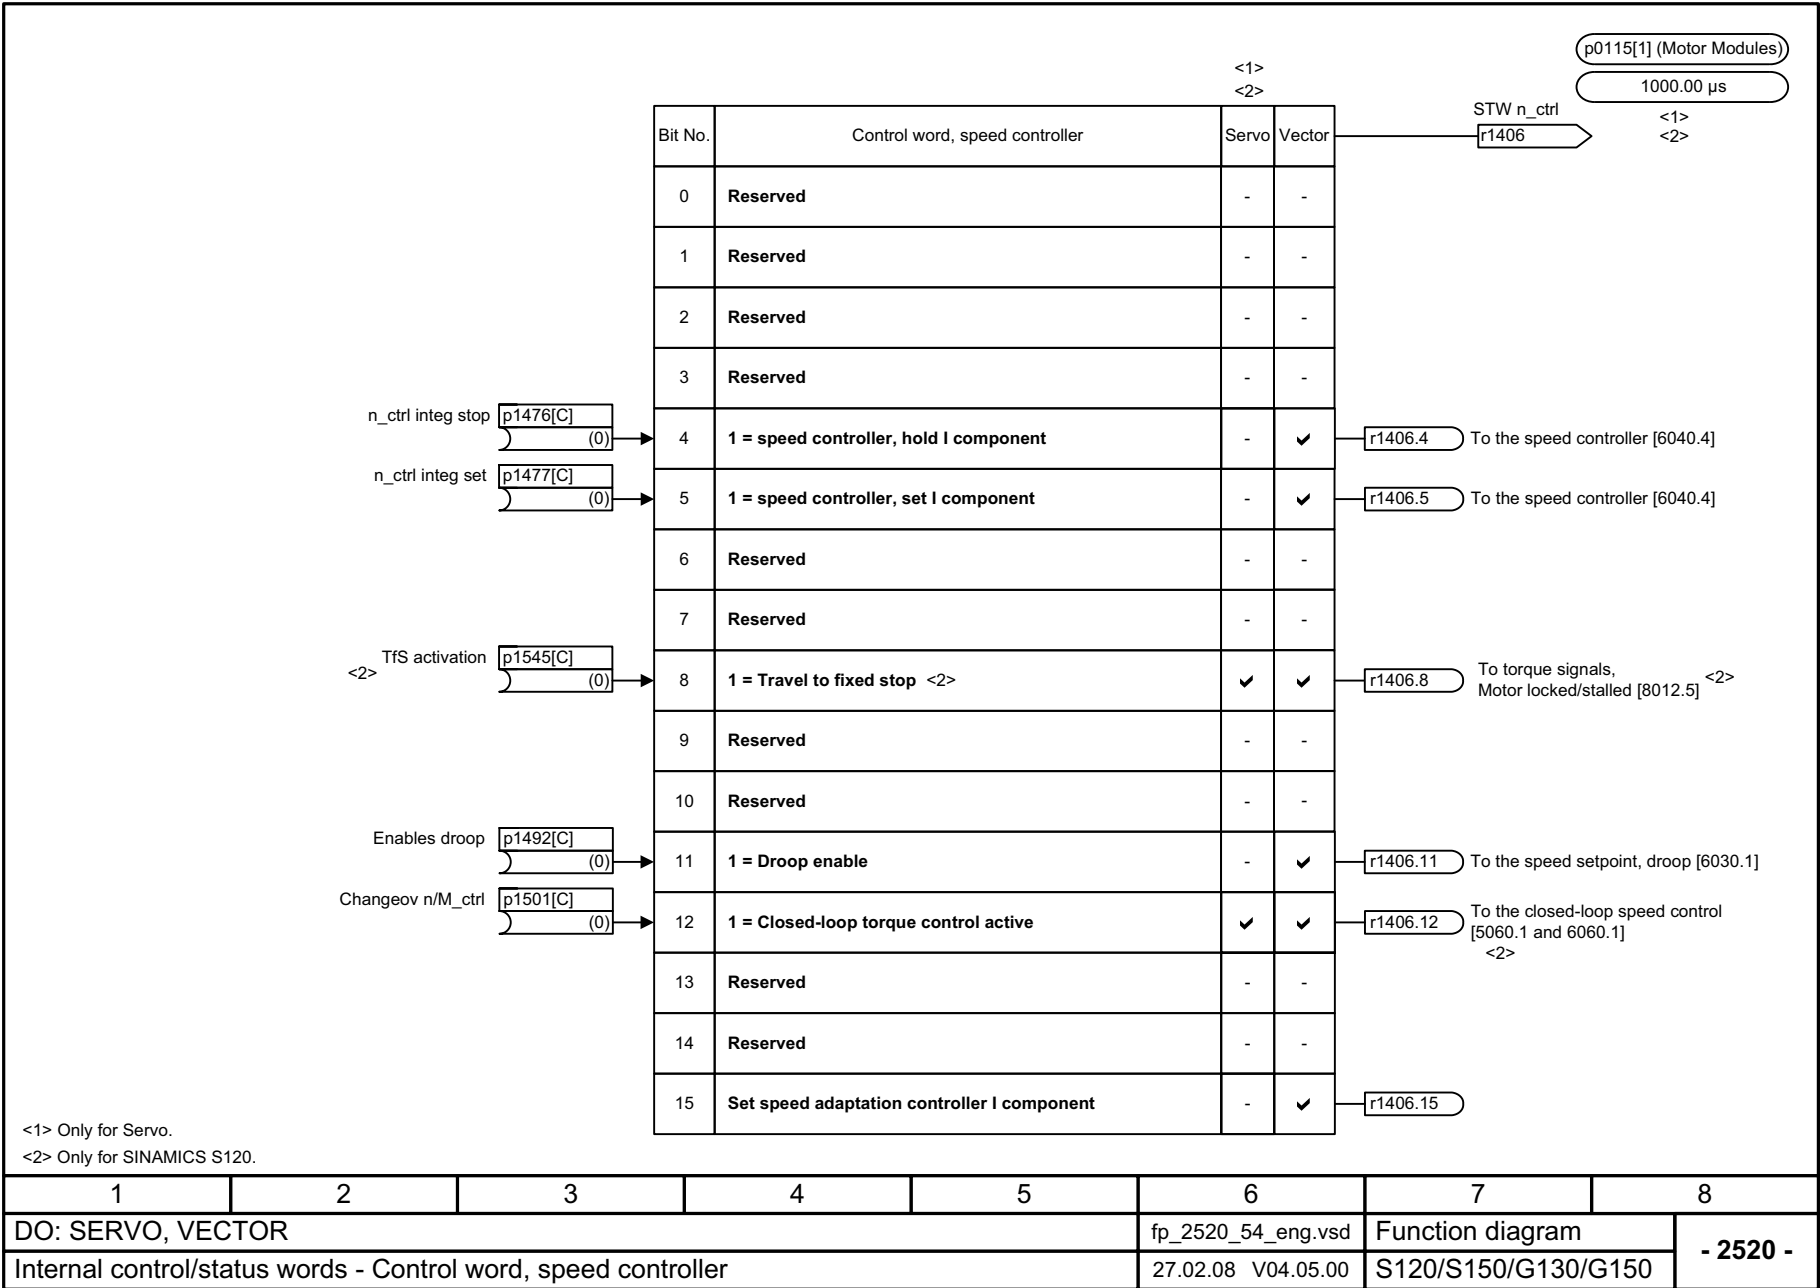 p0115[1] (Motor Modules)
1000.00 µs
<1>
<2>
<1>
<2>
STW n_ctrl
r1406
Bit No. Control word, speed controller Servo Vector
0 Reserved - -
1 Reserved - -
2 Reserved - -
3 Reserved - -
n_ctrl integ stop p1476[C]
(0) 4 1 = speed controller, hold I component - ✔ r1406.4 To the speed controller [6040.4]
n_ctrl integ set p1477[C]
(0) 5 1 = speed controller, set I component - ✔ r1406.5 To the speed controller [6040.4]
6 Reserved - -
7 Reserved - -
TfS activation p1545[C]
<2> (0) 8 1 = Travel to fixed stop <2> ✔ ✔ r1406.8 To torque signals,
Motor locked/stalled [8012.5] <2>
9 Reserved - -
10 Reserved - -
Enables droop p1492[C]
(0) 11 1 = Droop enable - ✔ r1406.11 To the speed setpoint, droop [6030.1]
Changeov n/M_ctrl p1501[C]
(0) 12 1 = Closed-loop torque control active ✔ ✔ r1406.12 To the closed-loop speed control
[5060.1 and 6060.1]
<2>
13 Reserved - -
14 Reserved - -
15 Set speed adaptation controller I component - ✔ r1406.15
<1> Only for Servo.
<2> Only for SINAMICS S120.
1 2 3 4 5 6 7 8
DO: SERVO, VECTOR fp_2520_54_eng.vsd Function diagram
- 2520 -
Internal control/status words - Control word, speed controller 27.02.08 V04.05.00 S120/S150/G130/G150